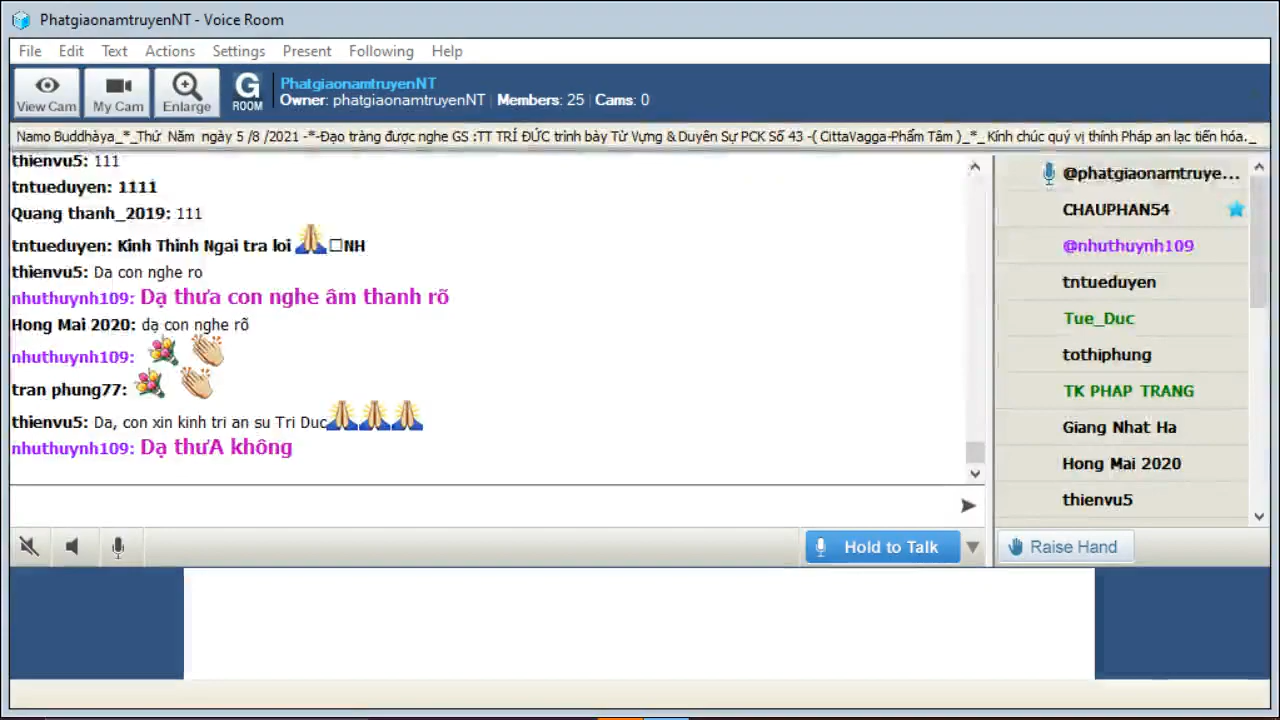 PhatgiaonamtruyenNT - Voice Room
File Edit Text Actions Settings Present Following Help
View Cam
My Cam
Enlarge
G ROOM
PhatgiaonamtruyenNT
Owner: phatgiaonamtruyenNT | Members: 25 | Cams: 0
Namo Buddhàya_*_Thứ Năm ngày 5 /8 /2021 -*-Đạo tràng được nghe GS :TT TRÍ ĐỨC trình bày Từ Vựng & Duyên Sự PCK Số 43 -( CittaVagga-Phẩm Tâm )_*_ Kính chúc quý vị thính Pháp an lạc tiến hóa._
thienvu5: 111
tntueduyen: 1111
Quang thanh_2019: 111
tntueduyen: Kinh Thinh Ngai tra loi 🙏□NH
thienvu5: Da con nghe ro
nhuthuynh109: Dạ thưa con nghe âm thanh rõ
Hong Mai 2020: dạ con nghe rõ
nhuthuynh109: 💐 👏
tran phung77: 💐 👏
thienvu5: Da, con xin kinh tri an su Tri Duc🙏🙏🙏
nhuthuynh109: Dạ thưA không
@phatgiaonamtruye...
CHAUPHAN54
@nhuthuynh109
tntueduyen
Tue_Duc
tothiphung
TK PHAP TRANG
Giang Nhat Ha
Hong Mai 2020
thienvu5
Hold to Talk
Raise Hand